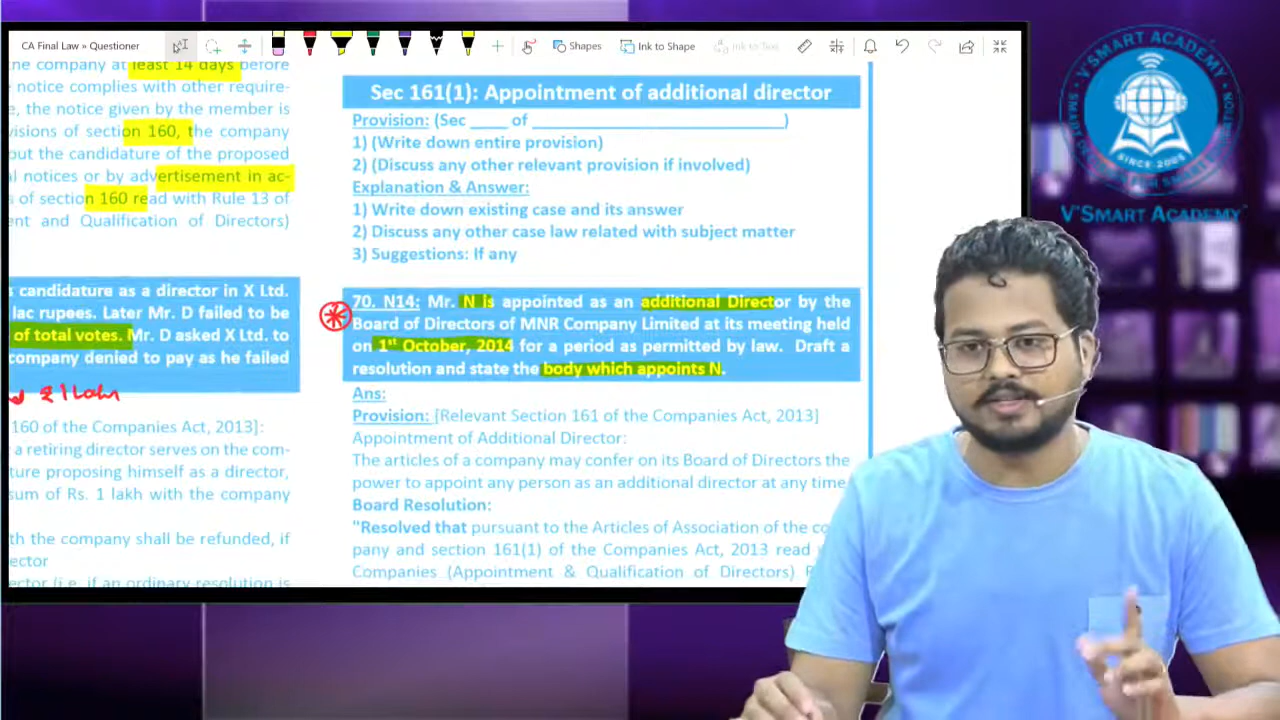 CA Final Law » Questioner
Shapes
Ink to Shape
Ink to Text
the company at least 14 days before
notice complies with other require-
e, the notice given by the member is
visions of section 160, the company
out the candidature of the proposed
al notices or by advertisement in ac-
s of section 160 read with Rule 13 of
ent and Qualification of Directors)
s candidature as a director in X Ltd.
lac rupees. Later Mr. D failed to be
of total votes. Mr. D asked X Ltd. to
company denied to pay as he failed
₹ 1 Lakh
160 of the Companies Act, 2013]:
a retiring director serves on the com-
ture proposing himself as a director,
sum of Rs. 1 lakh with the company
th the company shall be refunded, if
ector
ector (i.e. if an ordinary resolution is
Sec 161(1): Appointment of additional director
Provision: (Sec ____ of ______________________)
1) (Write down entire provision)
2) (Discuss any other relevant provision if involved)
Explanation & Answer:
1) Write down existing case and its answer
2) Discuss any other case law related with subject matter
3) Suggestions: If any
70. N14: Mr. N is appointed as an additional Director by the
Board of Directors of MNR Company Limited at its meeting held
on 1st October, 2014 for a period as permitted by law. Draft a
resolution and state the body which appoints N.
Ans:
Provision: [Relevant Section 161 of the Companies Act, 2013]
Appointment of Additional Director:
The articles of a company may confer on its Board of Directors the
power to appoint any person as an additional director at any time
Board Resolution:
"Resolved that pursuant to the Articles of Association of the co
pany and section 161(1) of the Companies Act, 2013 read
Companies (Appointment & Qualification of Directors) R
V'SMART ACADEMY
SINCE 2005
V'SMART ACADEMY